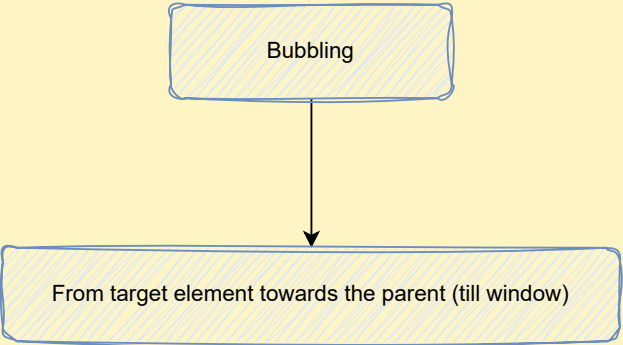 Bubbling
From target element towards the parent (till window)